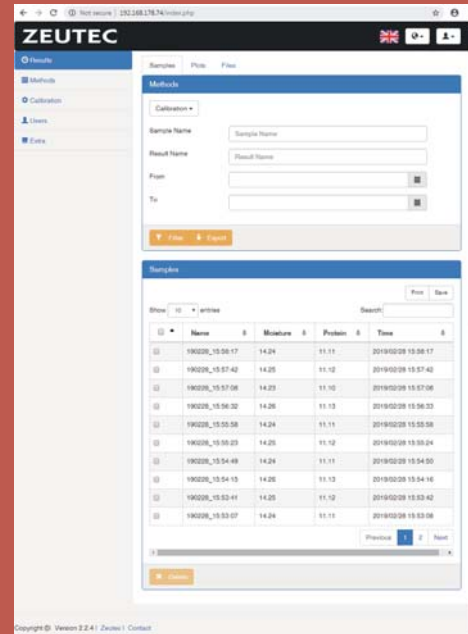 Not secure | 192.168.178.74/index.php
ZEUTEC
Results
Methods
Calibration
Users
Extra
Samples Plots Files
Methods
Calibration
Sample Name Sample Name
Result Name Result Name
From
To
Filter Export
Samples
Print Save
Show 10 entries Search:
Name Moisture Protein Time
190228_15:58:17 14.24 11.11 2019/02/28 15:58:17
190228_15:57:42 14.25 11.12 2019/02/28 15:57:42
190228_15:57:08 14.23 11.10 2019/02/28 15:57:08
190228_15:56:32 14.26 11.13 2019/02/28 15:56:33
190228_15:55:58 14.24 11.11 2019/02/28 15:55:58
190228_15:55:23 14.25 11.12 2019/02/28 15:55:24
190228_15:54:49 14.24 11.11 2019/02/28 15:54:50
190228_15:54:15 14.26 11.13 2019/02/28 15:54:16
190228_15:53:41 14.25 11.12 2019/02/28 15:53:42
190228_15:53:07 14.24 11.11 2019/02/28 15:53:08
Previous 1 2 Next
Delete
Copyright © Version 2.2.4 | Zeutec | Contact